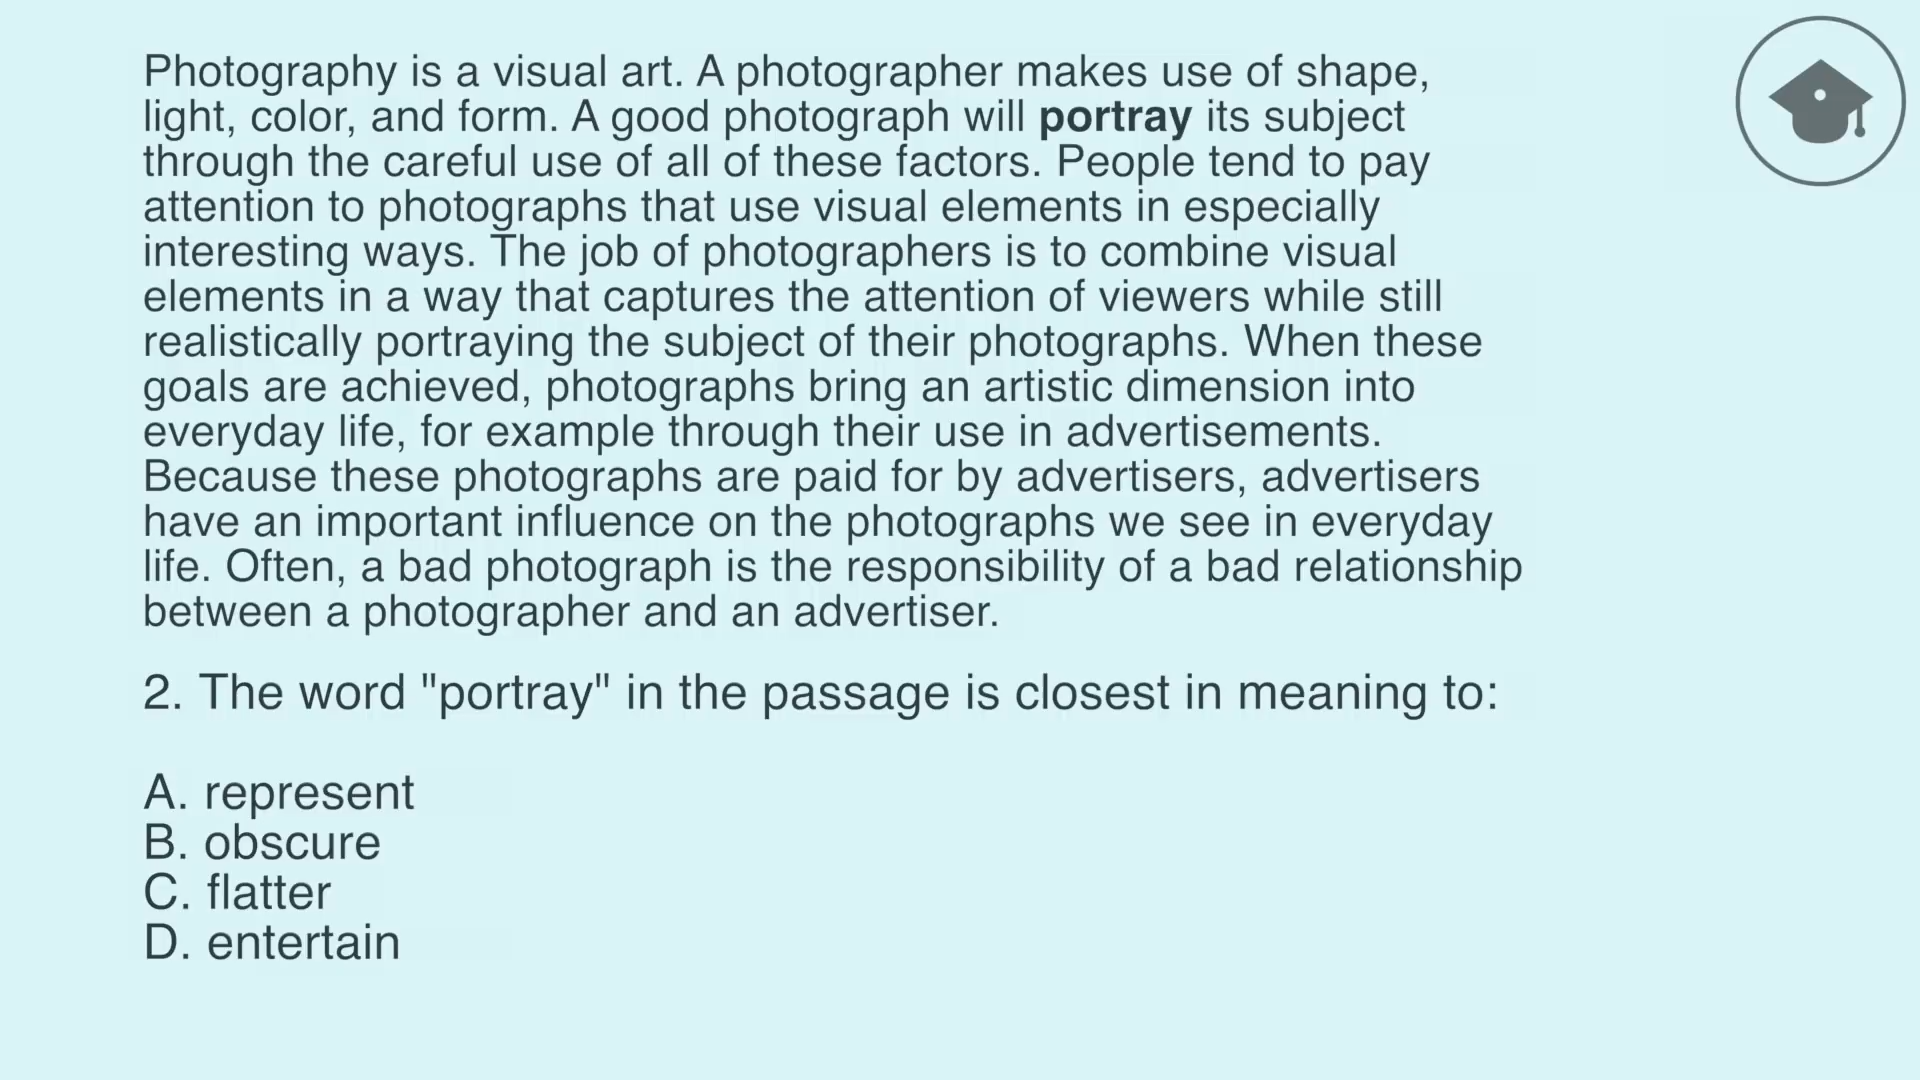 Photography is a visual art. A photographer makes use of shape,
light, color, and form. A good photograph will portray its subject
through the careful use of all of these factors. People tend to pay
attention to photographs that use visual elements in especially
interesting ways. The job of photographers is to combine visual
elements in a way that captures the attention of viewers while still
realistically portraying the subject of their photographs. When these
goals are achieved, photographs bring an artistic dimension into
everyday life, for example through their use in advertisements.
Because these photographs are paid for by advertisers, advertisers
have an important influence on the photographs we see in everyday
life. Often, a bad photograph is the responsibility of a bad relationship
between a photographer and an advertiser.
2. The word "portray" in the passage is closest in meaning to:
A. represent
B. obscure
C. flatter
D. entertain